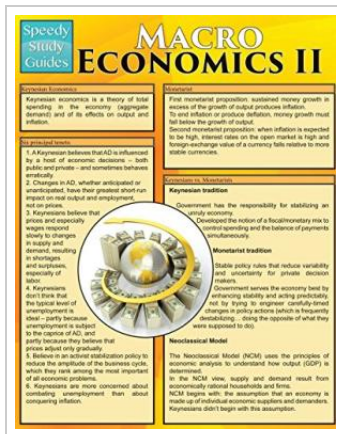 Speedy
Study
Guides
MACRO
ECONOMICS II
Keynesian Economics
Keynesian economics is a theory of total
spending in the economy (aggregate
demand) and of its effects on output and
inflation.
Six principal tenets:
1. A Keynesian believes that AD is influenced
by a host of economic decisions – both
public and private – and sometimes behaves
erratically.
2. Changes in AD, whether anticipated or
unanticipated, have their greatest short-run
impact on real output and employment,
not on prices.
3. Keynesians believe that
prices and especially
wages respond
slowly to changes
in supply and
demand, resulting
in shortages
and surpluses,
especially of
labor.
4. Keynesians
don't think that
the typical level of
unemployment is
ideal – partly because
unemployment is subject
to the caprice of AD, and
partly because they believe that
prices adjust only gradually.
5. Believe in an activist stabilization policy to
reduce the amplitude of the business cycle,
which they rank among the most important
of all economic problems.
6. Keynesians are more concerned about
combating unemployment than about
conquering inflation.
Monetarist
First monetarist proposition: sustained money growth in
excess of the growth of output produces inflation.
To end inflation or produce deflation, money growth must
fall below the growth of output.
Second monetarist proposition: when inflation is expected
to be high, interest rates on the open market is high and
foreign-exchange value of a currency falls relative to more
stable currencies.
Keynesians vs. Monetarists
Keynesian tradition
Government has the responsibility for stabilizing an
unruly economy.
Developed the notion of a fiscal/monetary mix to
control spending and the balance of payments
simultaneously.
Monetarist tradition
Stable policy rules that reduce variability
and uncertainty for private decision
makers.
Government serves the economy best by
enhancing stability and acting predictably,
not by trying to engineer carefully-timed
changes in policy actions (which is frequently
destabilizing... doing the opposite of what they
were supposed to do).
Neoclassical Model
The Neoclassical Model (NCM) uses the principles of
economic analysis to understand how output (GDP) is
determined.
In the NCM view, supply and demand result from
economically rational households and firms.
NCM begins with: the assumption that an economy is
made up of individual economic suppliers and demanders.
Keynesians didn't begin with this assumption.